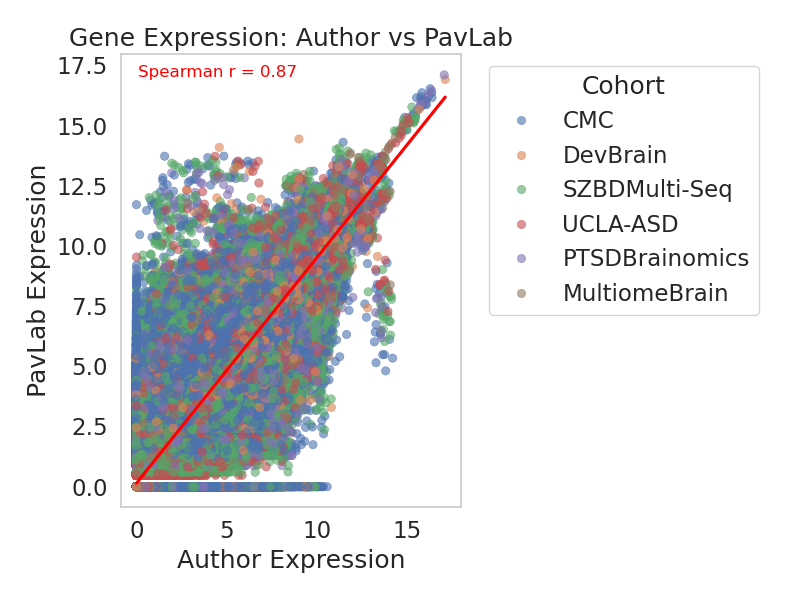 Gene Expression: Author vs PavLab
Spearman r = 0.87
17.5
15.0
12.5
10.0
7.5
5.0
2.5
0.0
PavLab Expression
0
5
10
15
Author Expression
Cohort
CMC
DevBrain
SZBDMulti-Seq
UCLA-ASD
PTSDBrainomics
MultiomeBrain